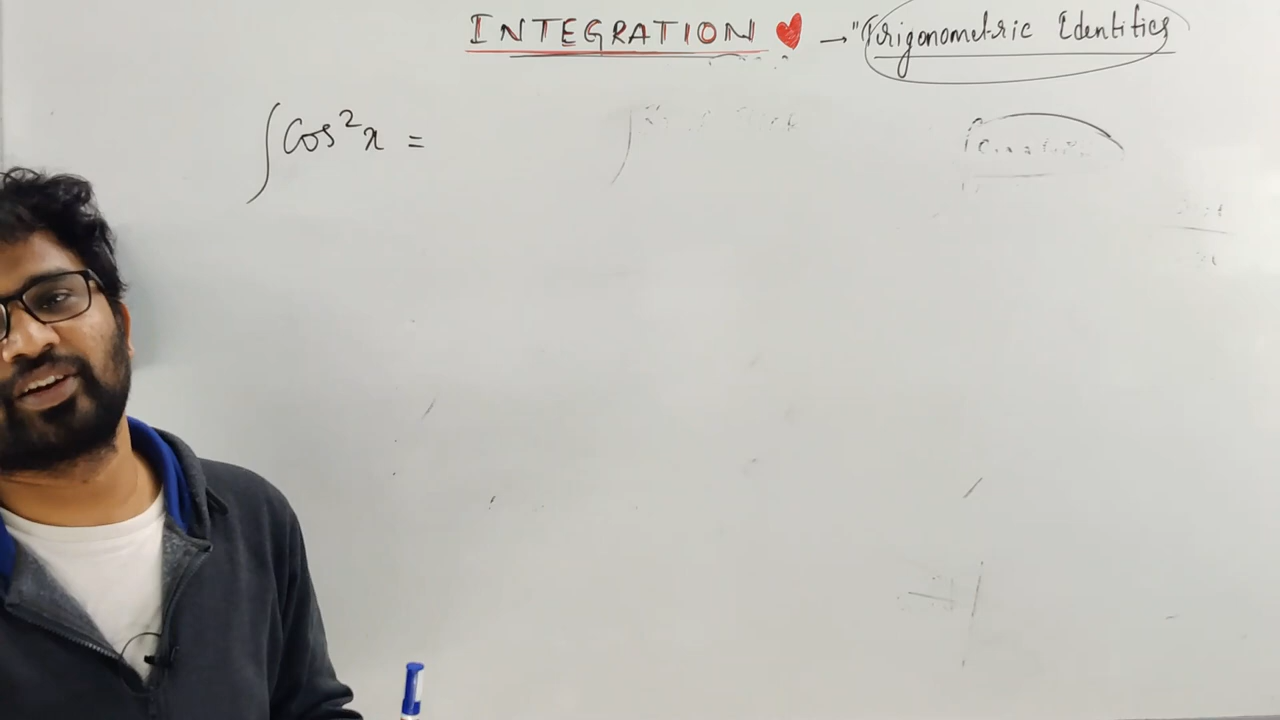 INTEGRATION ❤ → "Trigonometric Identities
∫ Cos²x =